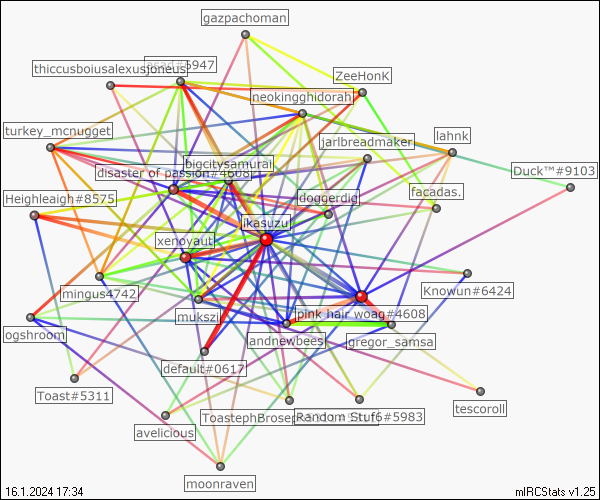 gazpachoman
thiccusboiusalexusjoneus
#5947
ZeeHonK
neokingghidorah
turkey_mcnugget
jarlbreadmaker
lahnk
bigcitysamurai
disaster of passion#4608
Duck™#9103
Heighleaigh#8575
doggerdig
facadas.
ikasuzu
xenoyaut
mingus4742
Knowun#6424
mukszi
pink hair woag#4608
ogshroom
andnewbees
gregor_samsa
default#0617
Toast#5311
ToastephBroseph
Random Stuf6#5983
tescoroll
avelicious
moonraven
16.1.2024 17:34
mIRCStats v1.25